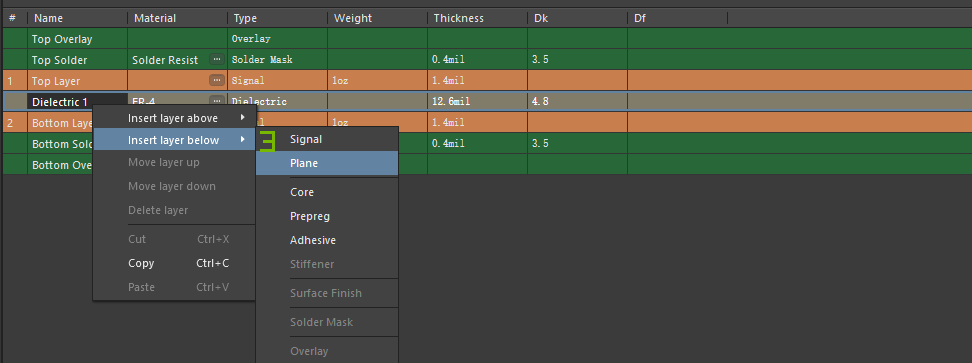 # Name Material Type Weight Thickness Dk Df
Top Overlay Overlay
Top Solder Solder Resist ... Solder Mask 0.4mil 3.5
1 Top Layer ... Signal 1oz 1.4mil
Dielectric 1 FR-4 ... Dielectric 12.6mil 4.8
2 Bottom Laye 1oz 1.4mil
Bottom Sold 0.4mil 3.5
Bottom Ove
Insert layer above
Insert layer below
Move layer up
Move layer down
Delete layer
Cut Ctrl+X
Copy Ctrl+C
Paste Ctrl+V
3
Signal
Plane
Core
Prepreg
Adhesive
Stiffener
Surface Finish
Solder Mask
Overlay